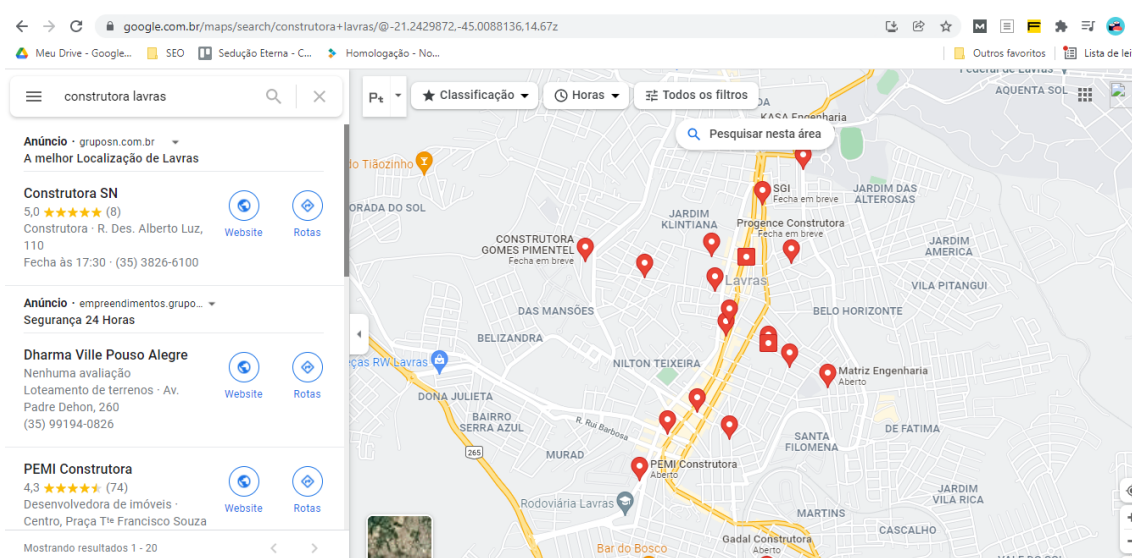 google.com.br/maps/search/construtora+lavras/@-21.2429872,-45.0088136,14.67z
Meu Drive - Google...
SEO
Sedução Eterna - C...
Homologação - No...
Outros favoritos
Lista de lei
construtora lavras
Classificação
Horas
Todos os filtros
Pesquisar nesta área
Anúncio · gruposn.com.br
A melhor Localização de Lavras
Construtora SN
5,0 ★★★★★ (8)
Construtora · R. Des. Alberto Luz,
110
Fecha às 17:30 · (35) 3826-6100
Website
Rotas
Anúncio · empreendimentos.grupo...
Segurança 24 Horas
Dharma Ville Pouso Alegre
Nenhuma avaliação
Loteamento de terrenos · Av.
Padre Dehon, 260
(35) 99194-0826
Website
Rotas
PEMI Construtora
4,3 ★★★★★ (74)
Desenvolvedora de imóveis ·
Centro, Praça Tte Francisco Souza
Website
Rotas
Mostrando resultados 1 - 20
AQUENTA SOL
KASA Engenharia
lo Tiãozinho
SGI
Fecha em breve
JARDIM DAS
ALTEROSAS
ORADA DO SOL
JARDIM
KLINTIANA
Progence Construtora
Fecha em breve
CONSTRUTORA
GOMES PIMENTEL
Fecha em breve
JARDIM
AMERICA
Lavras
VILA PITANGUI
DAS MANSÕES
BELO HORIZONTE
BELIZANDRA
ças RW Lavras
NILTON TEIXEIRA
Matriz Engenharia
Aberto
DONA JULIETA
BAIRRO
SERRA AZUL
R. Rui Barbosa
DE FATIMA
SANTA
FILOMENA
265
MURAD
PEMI Construtora
Aberto
JARDIM
VILA RICA
Rodoviária Lavras
MARTINS
CASCALHO
Bar do Bosco
Gadal Construtora
Aberto